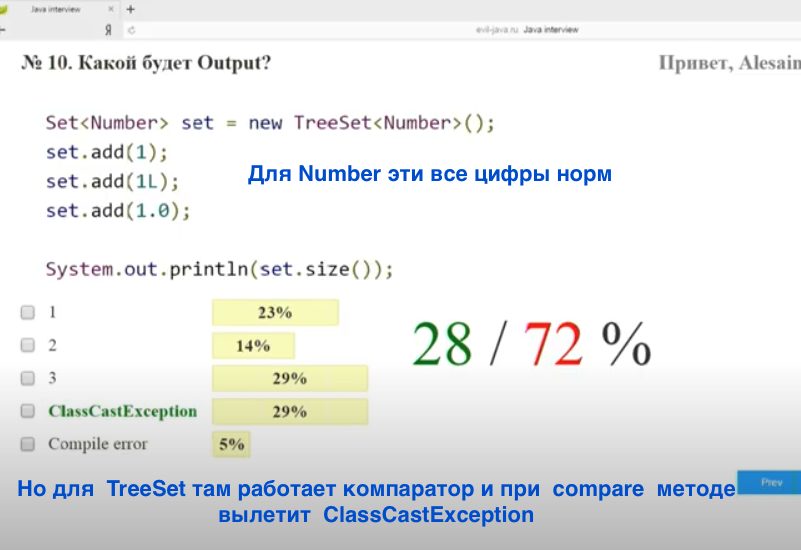 Java interview × +
Я evil-java.ru Java interview
№ 10. Какой будет Output? Привет, Alesain
Set<Number> set = new TreeSet<Number>();
set.add(1);
set.add(1L);
Для Number эти все цифры норм
set.add(1.0);
System.out.println(set.size());
1 23%
2 14%
28 / 72 %
3 29%
ClassCastException 29%
Compile error 5%
Prev
Но для TreeSet там работает компаратор и при compare методе
вылетит ClassCastException